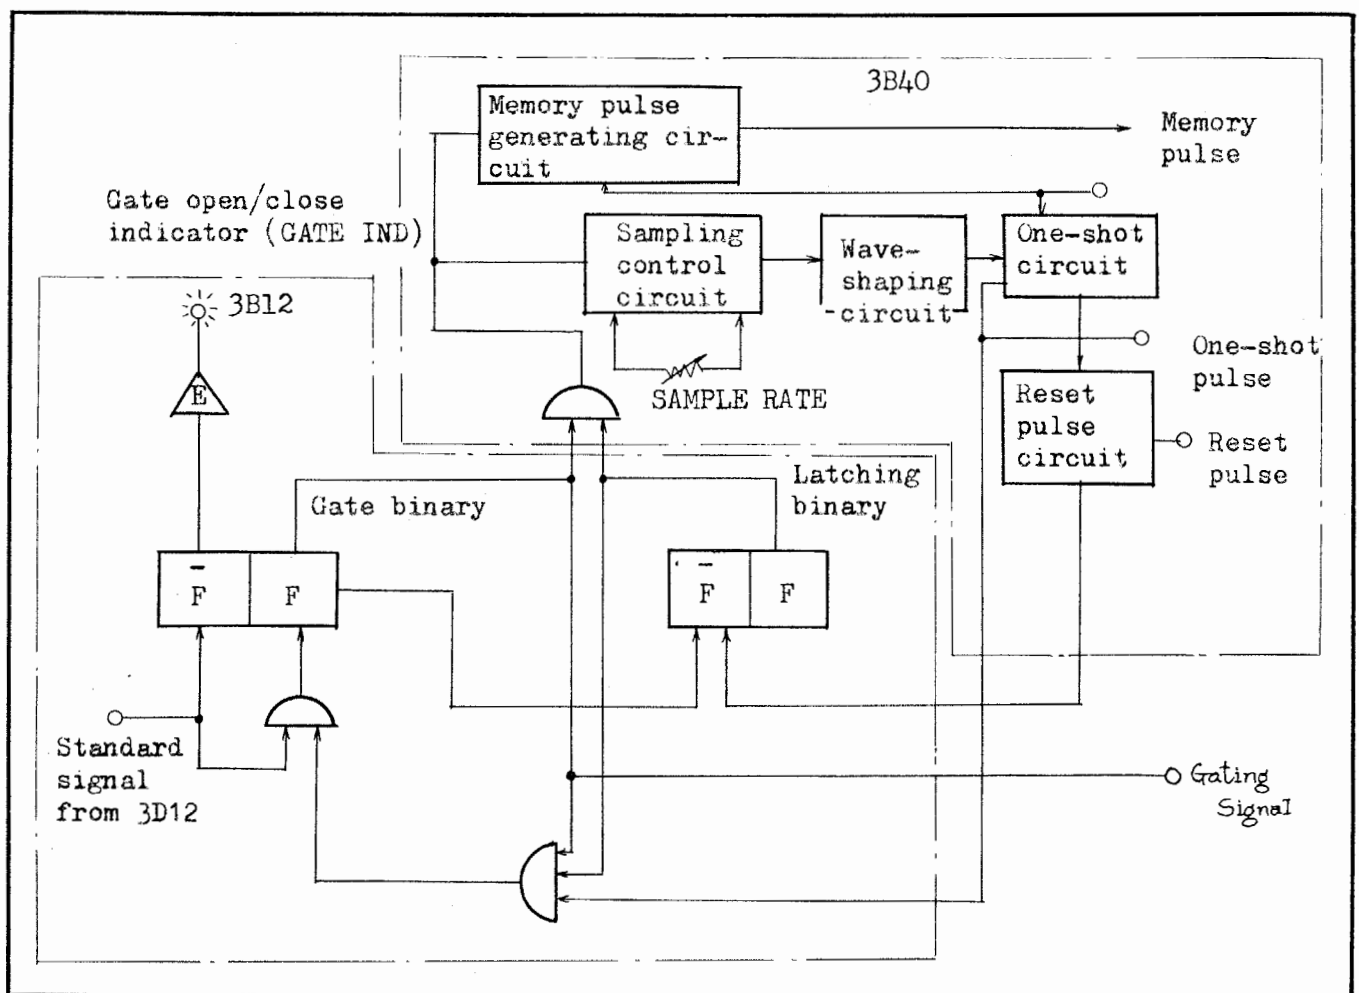 3B40
Memory pulse
generating cir-
cuit
Memory
pulse
Gate open/close
indicator (GATE IND)
Sampling
control
circuit
Wave-
shaping
circuit
One-shot
circuit
3B12
One-shot
pulse
E
SAMPLE RATE
Reset
pulse
circuit
Reset
pulse
Gate binary
Latching
binary
F̅
F
F̅
F
Standard
signal
from 3D12
Gating
Signal